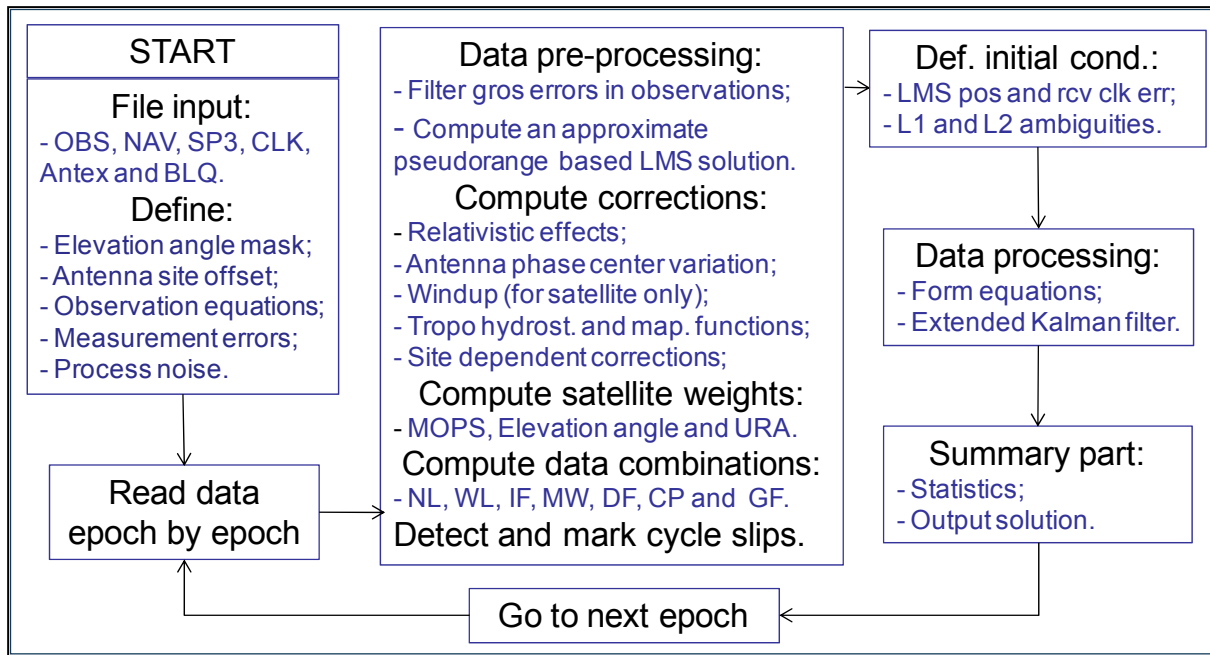 START
File input:
- OBS, NAV, SP3, CLK,
Antex and BLQ.
Define:
- Elevation angle mask;
- Antenna site offset;
- Observation equations;
- Measurement errors;
- Process noise.
Read data
epoch by epoch
Data pre-processing:
- Filter gros errors in observations;
- Compute an approximate
pseudorange based LMS solution.
Compute corrections:
- Relativistic effects;
- Antenna phase center variation;
- Windup (for satellite only);
- Tropo hydrost. and map. functions;
- Site dependent corrections;
Compute satellite weights:
- MOPS, Elevation angle and URA.
Compute data combinations:
- NL, WL, IF, MW, DF, CP and GF.
Detect and mark cycle slips.
Def. initial cond.:
- LMS pos and rcv clk err;
- L1 and L2 ambiguities.
Data processing:
- Form equations;
- Extended Kalman filter.
Summary part:
- Statistics;
- Output solution.
Go to next epoch